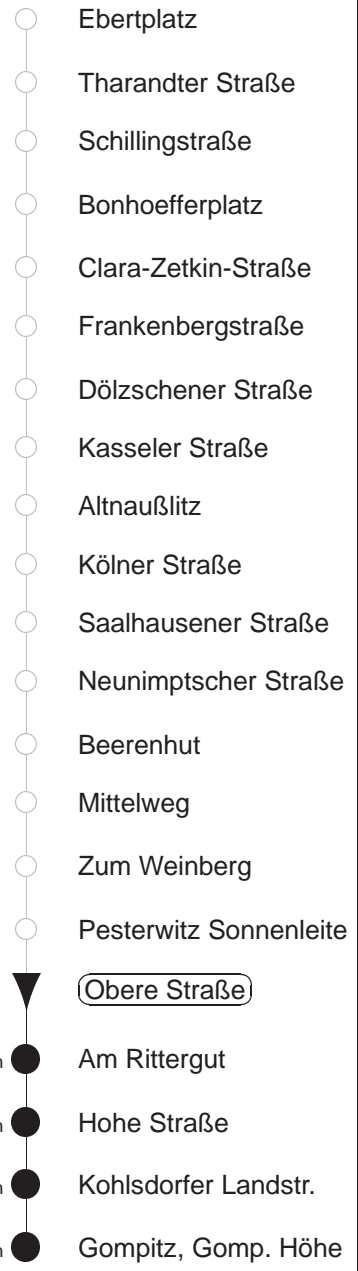 Ebertplatz
Tharandter Straße
Schillingstraße
Bonhoefferplatz
Clara-Zetkin-Straße
Frankenbergstraße
Dölzschener Straße
Kasseler Straße
Altnaußlitz
Kölner Straße
Saalhausener Straße
Neunimptscher Straße
Beerenhut
Mittelweg
Zum Weinberg
Pesterwitz Sonnenleite
Obere Straße
Am Rittergut
Hohe Straße
Kohlsdorfer Landstr.
Gompitz, Gomp. Höhe